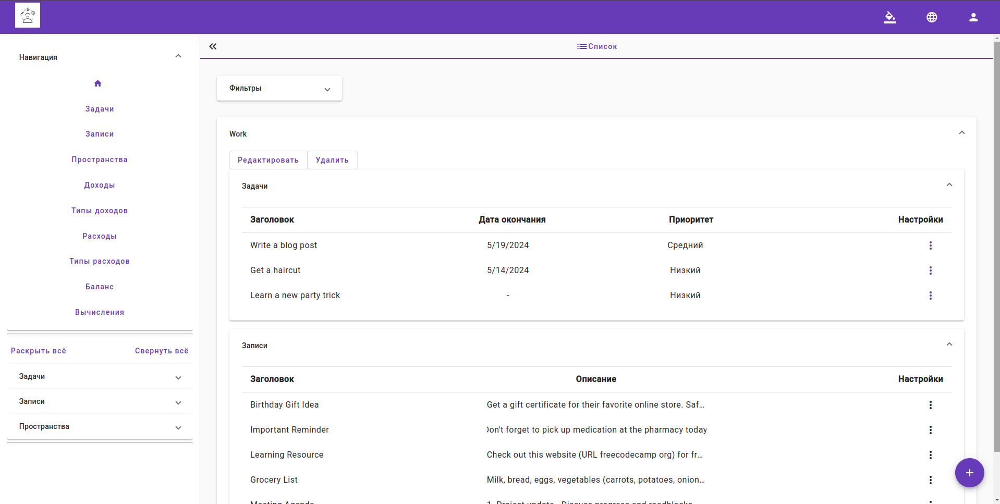 Список
Навигация
Задачи
Записи
Пространства
Доходы
Типы доходов
Расходы
Типы расходов
Баланс
Вычисления
Раскрыть всё Свернуть всё
Задачи
Записи
Пространства
Фильтры
Work
Редактировать Удалить
Задачи
Заголовок Дата окончания Приоритет Настройки
Write a blog post 5/19/2024 Средний
Get a haircut 5/14/2024 Низкий
Learn a new party trick - Низкий
Записи
Заголовок Описание Настройки
Birthday Gift Idea Get a gift certificate for their favorite online store. Saf...
Important Reminder Don't forget to pick up medication at the pharmacy today
Learning Resource Check out this website (URL freecodecamp org) for fr...
Grocery List Milk, bread, eggs, vegetables (carrots, potatoes, onion...
Meeting Agenda 1. Project update - Discuss progress and roadblocks